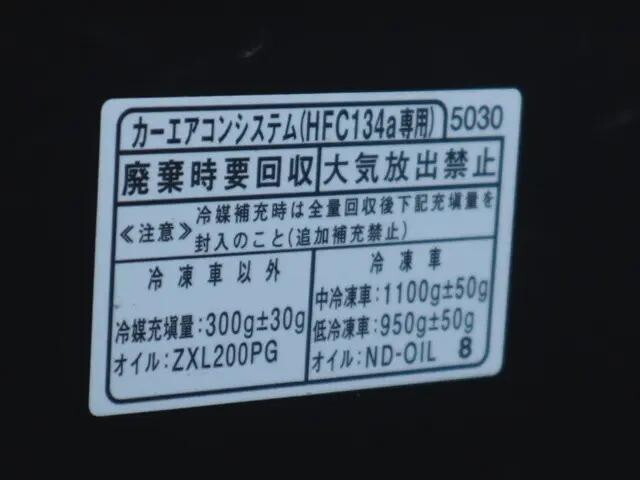 カーエアコンシステム(HFC134a専用) 5030
廃棄時要回収 大気放出禁止
≪注意≫ 冷媒補充時は全量回収後下記充填量を
封入のこと(追加補充禁止)
冷凍車以外
冷媒充填量:300g±30g
オイル:ZXL200PG
冷凍車
中冷凍車:1100g±50g
低冷凍車:950g±50g
オイル:ND-OIL 8